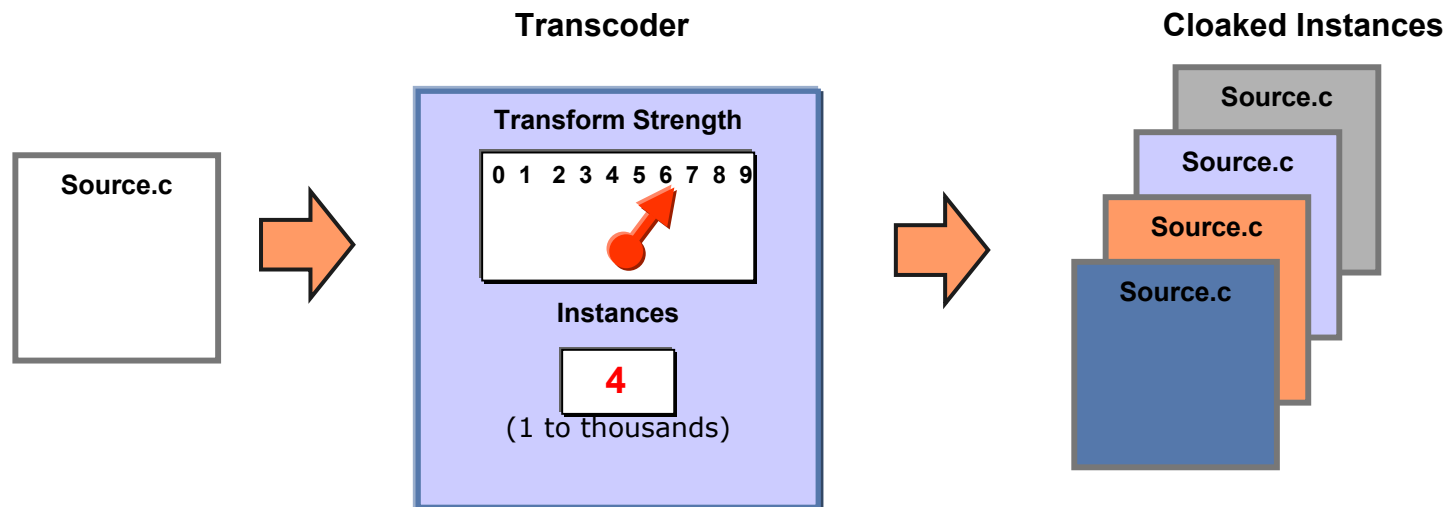 Transcoder
Cloaked Instances
Source.c
Transform Strength
0 1 2 3 4 5 6 7 8 9
Instances
4
(1 to thousands)
Source.c
Source.c
Source.c
Source.c